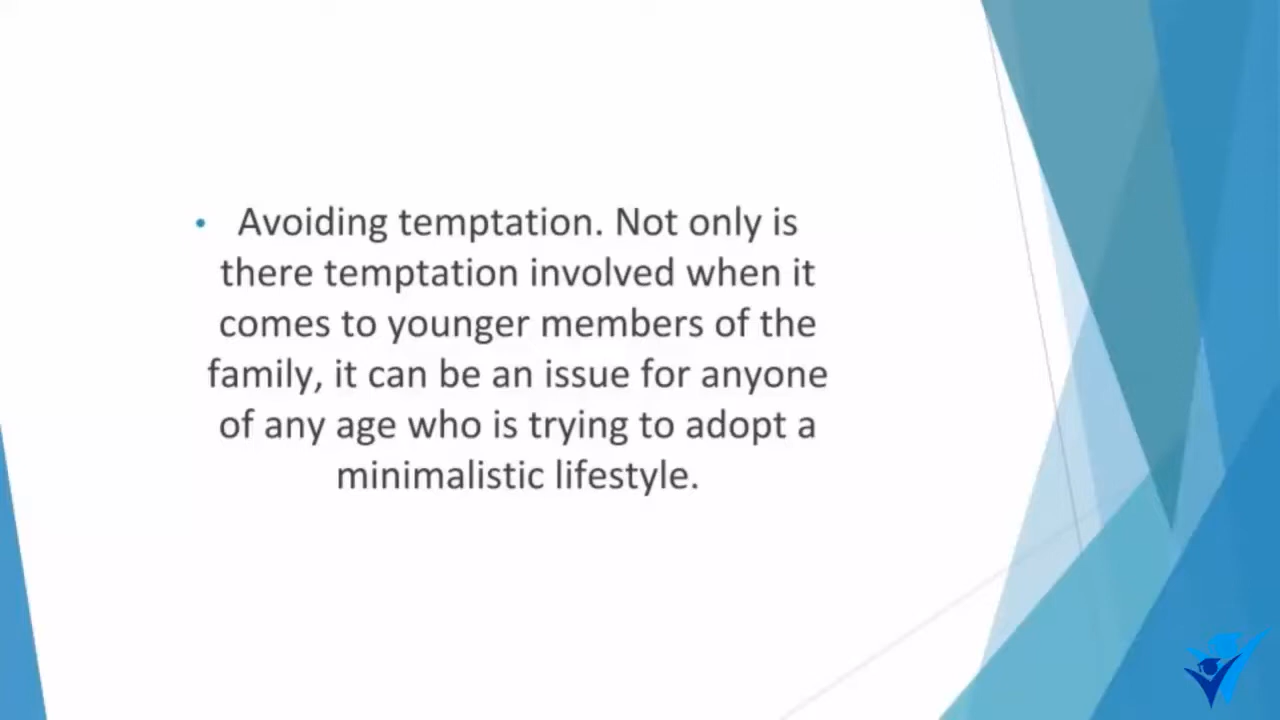 • Avoiding temptation. Not only is
there temptation involved when it
comes to younger members of the
family, it can be an issue for anyone
of any age who is trying to adopt a
minimalistic lifestyle.